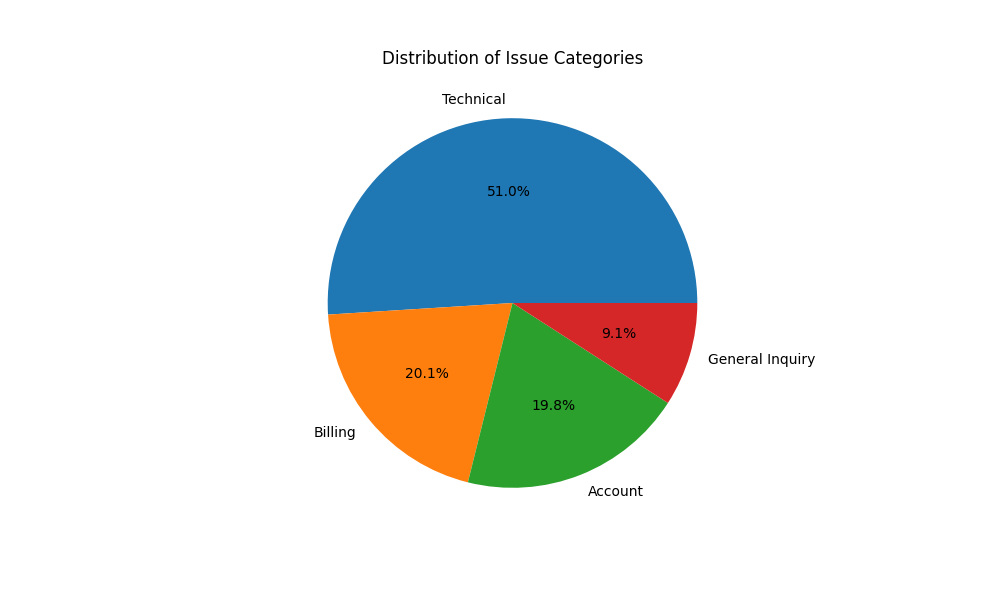 Distribution of Issue Categories
Technical
51.0%
9.1%
General Inquiry
20.1%
19.8%
Billing
Account